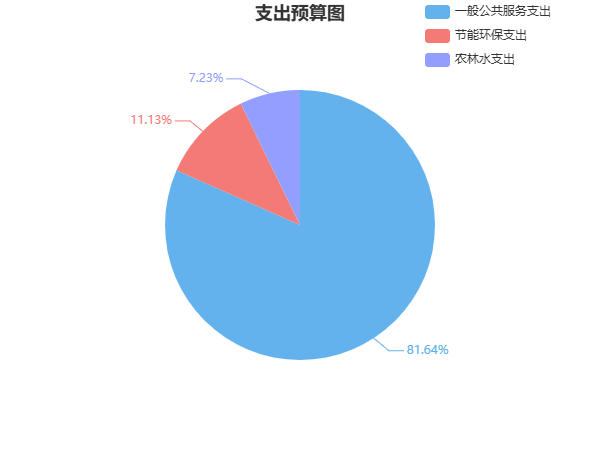 支出预算图
一般公共服务支出
节能环保支出
农林水支出
7.23%
11.13%
81.64%